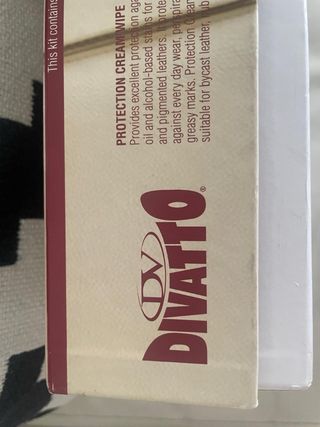 This kit contains
PROTECTION CREAM WIPE
Provides excellent protection
oil and alcohol-based stains for
and pigmented leathers.
against every day wear,
greasy marks. Protection Cream
suitable for bycast leather,
DV
DIVATTO®